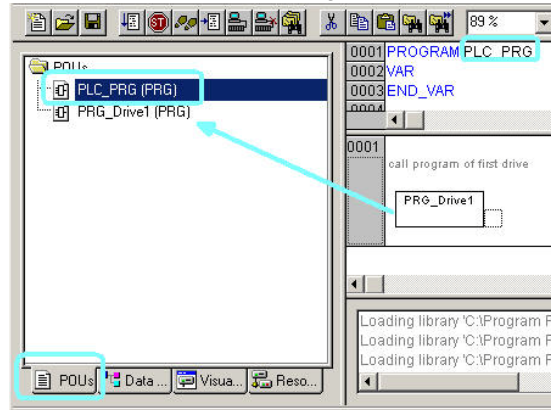 89 %
POUs
PLC_PRG (PRG)
PRG_Drive1 (PRG)
0001 PROGRAM PLC_PRG
0002 VAR
0003 END_VAR
0004
0001
call program of first drive
PRG_Drive1
Loading library 'C:\Program F
Loading library 'C:\Program F
Loading library 'C:\Program F
POUs Data ... Visua... Reso...